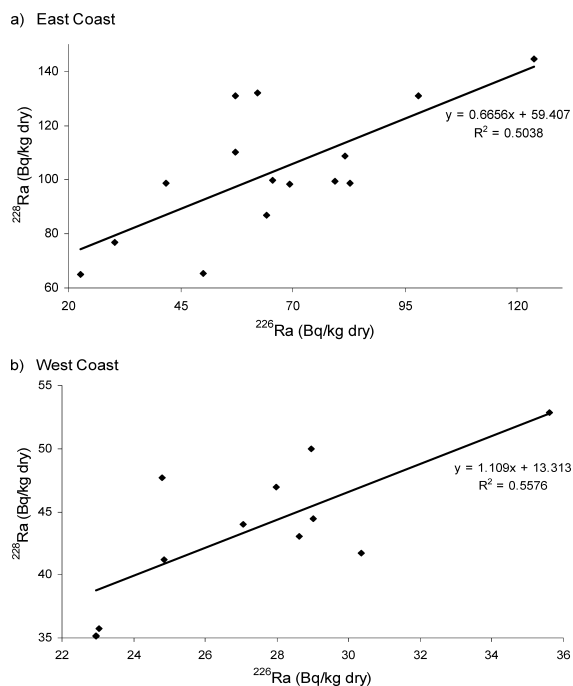 a) East Coast
140
120
100
80
60
²²⁸Ra (Bq/kg dry)
y = 0.6656x + 59.407
R² = 0.5038
20 45 70 95 120
²²⁶Ra (Bq/kg dry)
b) West Coast
55
50
45
40
35
²²⁸Ra (Bq/kg dry)
y = 1.109x + 13.313
R² = 0.5576
22 24 26 28 30 32 34 36
²²⁶Ra (Bq/kg dry)